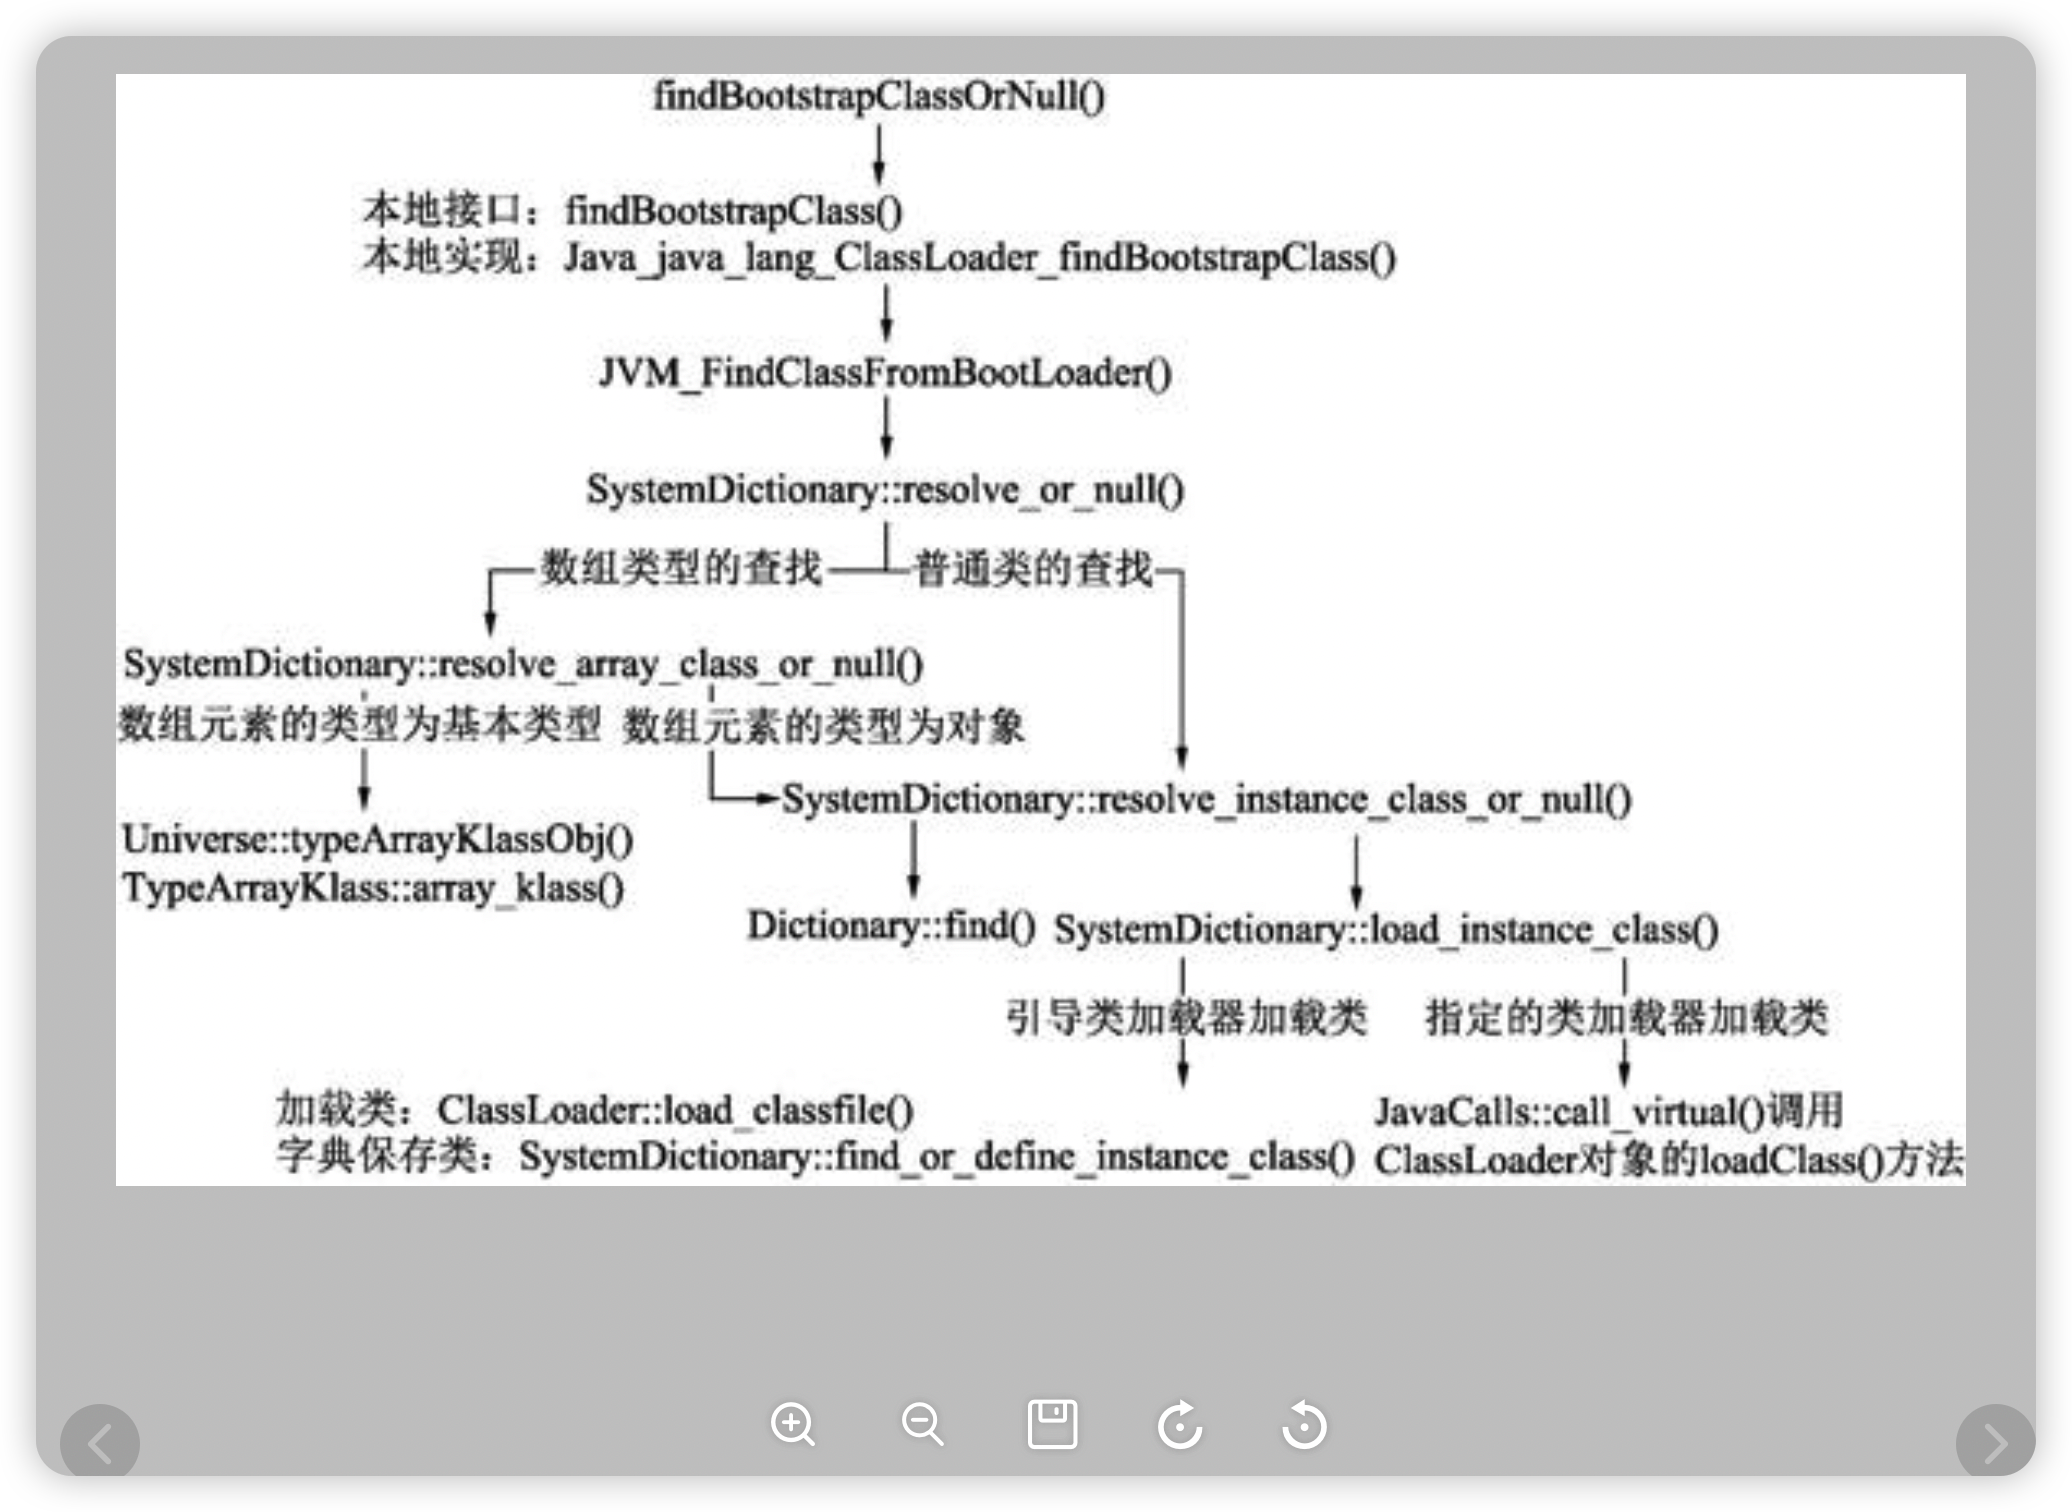 findBootstrapClassOrNull()
本地接口：findBootstrapClass()
本地实现：Java_java_lang_ClassLoader_findBootstrapClass()
JVM_FindClassFromBootLoader()
SystemDictionary::resolve_or_null()
数组类型的查找 普通类的查找
SystemDictionary::resolve_array_class_or_null()
数组元素的类型为基本类型 数组元素的类型为对象
SystemDictionary::resolve_instance_class_or_null()
Universe::typeArrayKlassObj()
TypeArrayKlass::array_klass()
Dictionary::find() SystemDictionary::load_instance_class()
引导类加载器加载类 指定的类加载器加载类
加载类：ClassLoader::load_classfile()
字典保存类：SystemDictionary::find_or_define_instance_class()
JavaCalls::call_virtual()调用
ClassLoader对象的loadClass()方法